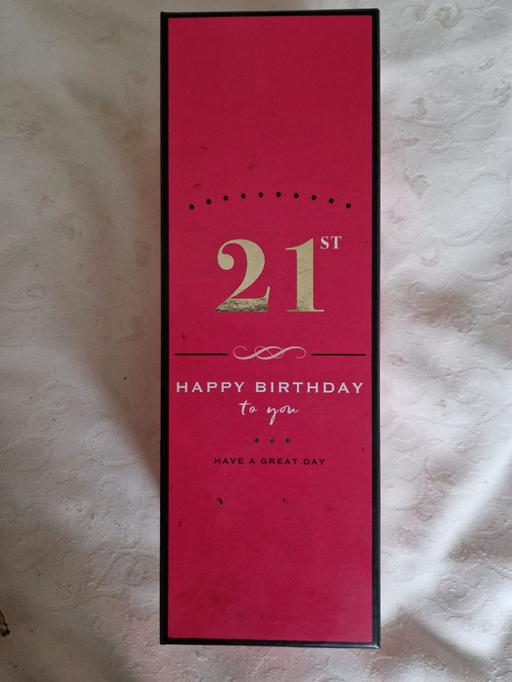 21ST
HAPPY BIRTHDAY
to you
HAVE A GREAT DAY